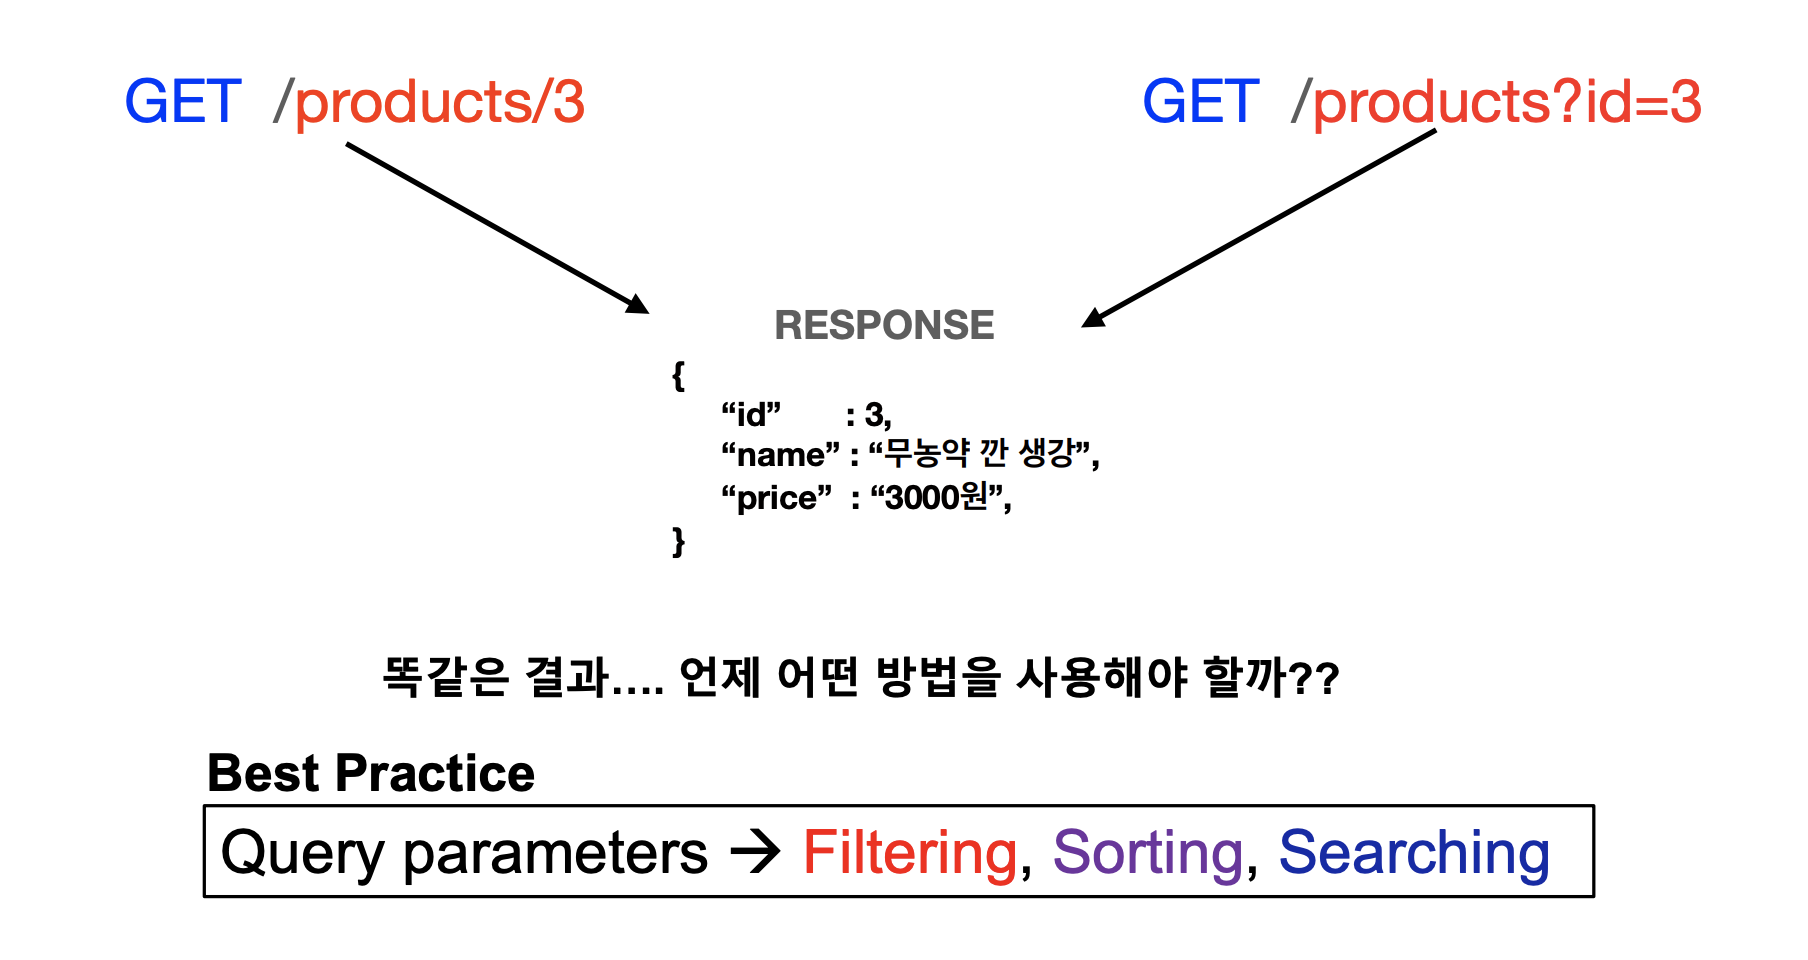 GET /products/3
GET /products?id=3
RESPONSE
{
“id” : 3,
“name” : “무농약 깐 생강”,
“price” : “3000원”,
}
똑같은 결과.... 언제 어떤 방법을 사용해야 할까??
Best Practice
Query parameters → Filtering, Sorting, Searching